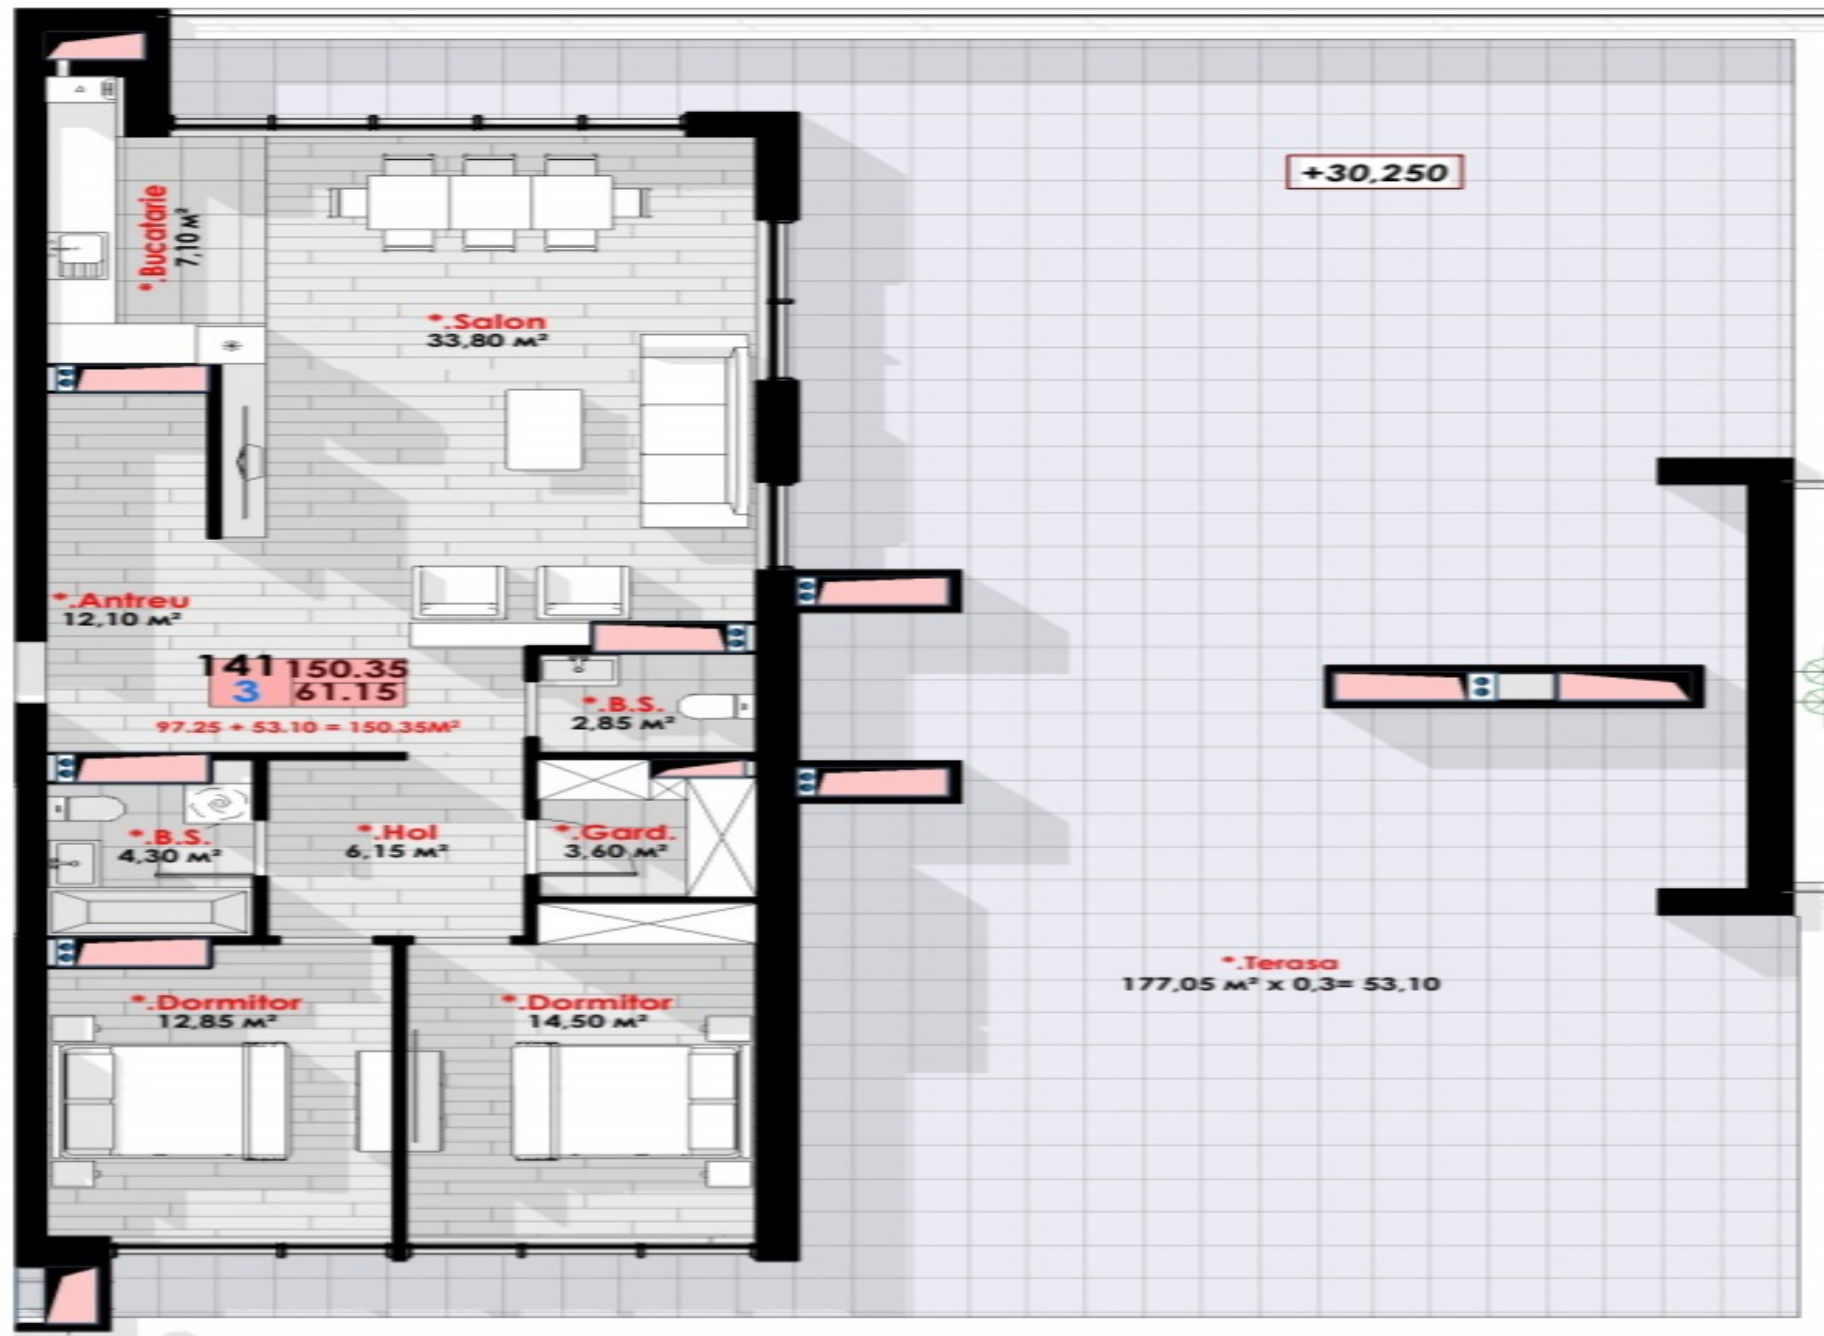 +30,250
*.Bucatarie
7,10 м²
*.Salon
33,80 м²
*.Antreu
12,10 м²
141 150.35
3 61.15
97.25 + 53.10 = 150.35м²
*.B.S.
2,85 м²
*.B.S.
4,30 м²
*.Hol
6,15 м²
*.Gard.
3,60 м²
*.Dormitor
12,85 м²
*.Dormitor
14,50 м²
*.Terasa
177,05 м² x 0,3= 53,10